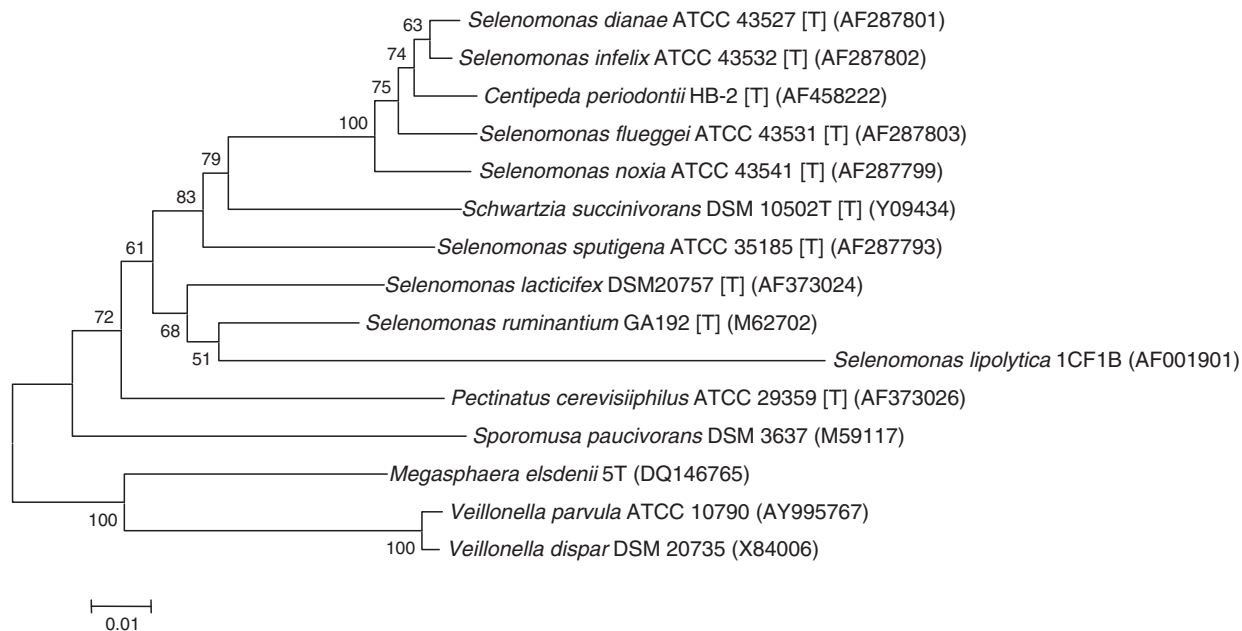 63
Selenomonas dianae ATCC 43527 [T] (AF287801)
Selenomonas infelix ATCC 43532 [T] (AF287802)
74
Centipeda periodontii HB-2 [T] (AF458222)
75
Selenomonas flueggei ATCC 43531 [T] (AF287803)
100
Selenomonas noxia ATCC 43541 [T] (AF287799)
79
Schwartzia succinivorans DSM 10502T [T] (Y09434)
83
Selenomonas sputigena ATCC 35185 [T] (AF287793)
61
Selenomonas lacticifex DSM20757 [T] (AF373024)
72
Selenomonas ruminantium GA192 [T] (M62702)
68
51
Selenomonas lipolytica 1CF1B (AF001901)
Pectinatus cerevisiiphilus ATCC 29359 [T] (AF373026)
Sporomusa paucivorans DSM 3637 (M59117)
Megasphaera elsdenii 5T (DQ146765)
100
Veillonella parvula ATCC 10790 (AY995767)
100
Veillonella dispar DSM 20735 (X84006)
0.01